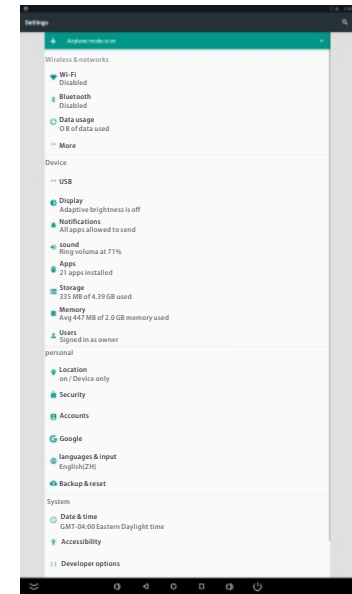 Settings
Airplane mode is on
Wireless & networks
Wi-Fi
Disabled
Bluetooth
Disabled
Data usage
0 B of data used
More
Device
USB
Display
Adaptive brightness is off
Notifications
All apps allowed to send
sound
Ring voluma at 71%
Apps
21 apps installed
Storage
335 MB of 4.39 GB used
Memory
Avg 447 MB of 2.0 GB memory used
Users
Signed in as owner
personal
Location
on / Device only
Security
Accounts
Google
languages & input
English(ZH)
Backup & reset
System
Date & time
GMT-04:00 Eastern Daylight time
Accessibility
Developer options